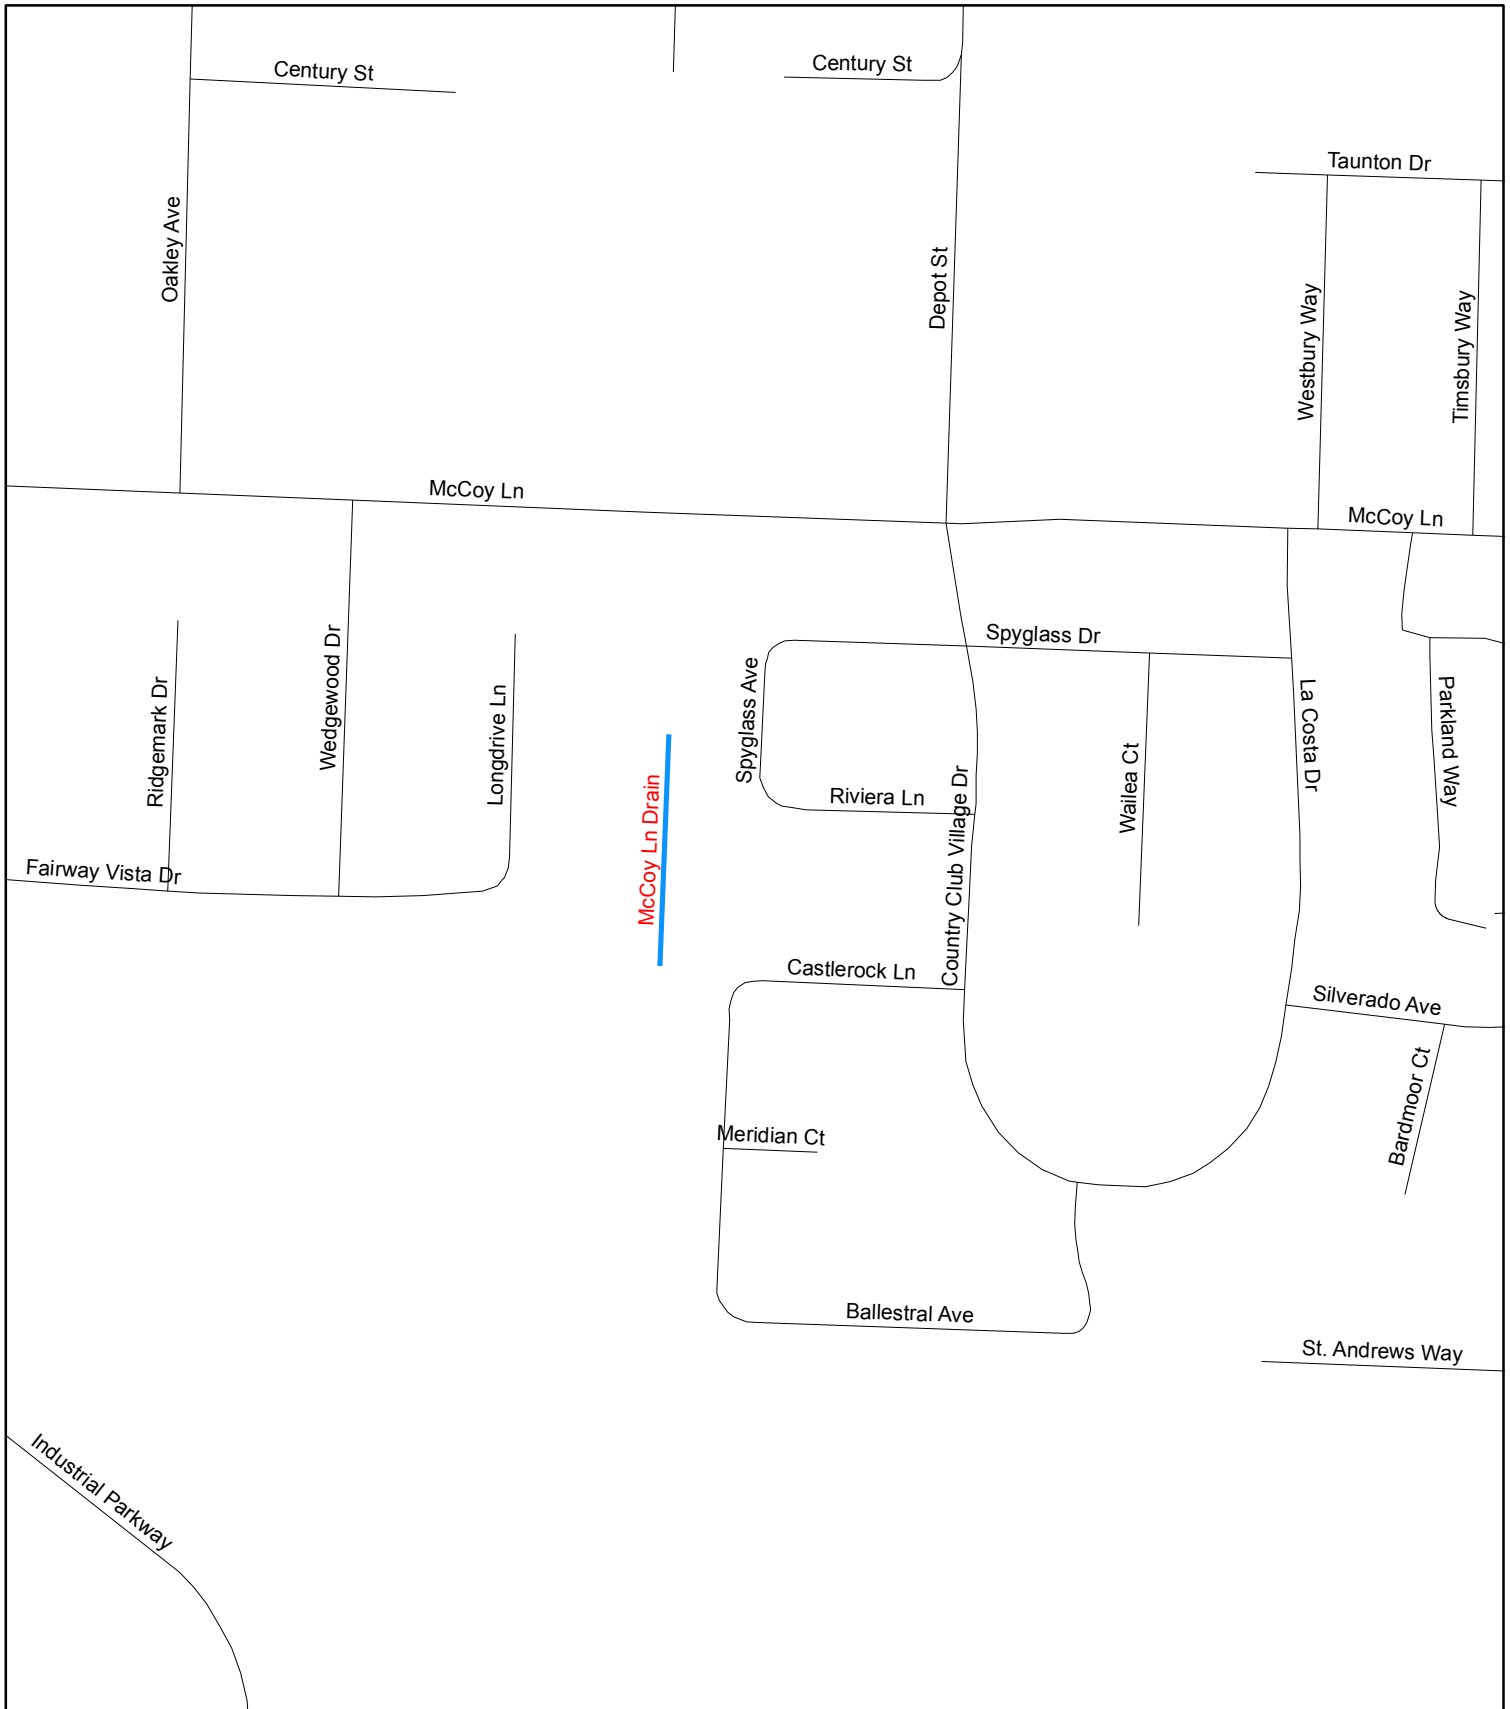 Century St
Century St
Taunton Dr
Oakley Ave
Depot St
Westbury Way
Timsbury Way
McCoy Ln
McCoy Ln
Spyglass Dr
Ridgemark Dr
Wedgewood Dr
Longdrive Ln
Spyglass Ave
La Costa Dr
Parkland Way
McCoy Ln Drain
Riviera Ln
Country Club Village Dr
Wailea Ct
Fairway Vista Dr
Castlerock Ln
Silverado Ave
Bardmoor Ct
Meridian Ct
Ballestral Ave
St. Andrews Way
Industrial Parkway